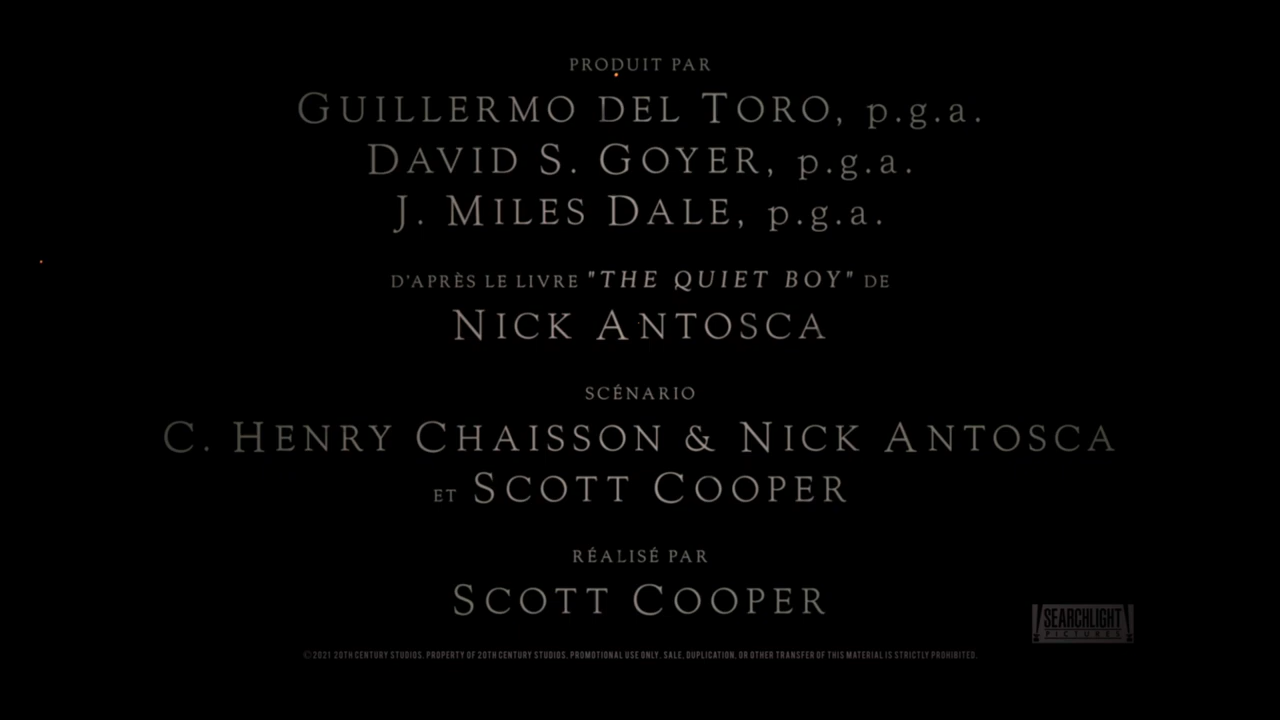 PRODUIT PAR
GUILLERMO DEL TORO, p.g.a.
DAVID S. GOYER, p.g.a.
J. MILES DALE, p.g.a.
D'APRÈS LE LIVRE "THE QUIET BOY" DE
NICK ANTOSCA
SCÉNARIO
C. HENRY CHAISSON & NICK ANTOSCA
ET SCOTT COOPER
RÉALISÉ PAR
SCOTT COOPER
SEARCHLIGHT
PICTURES
©2021 20TH CENTURY STUDIOS. PROPERTY OF 20TH CENTURY STUDIOS. PROMOTIONAL USE ONLY. SALE, DUPLICATION, OR OTHER TRANSFER OF THIS MATERIAL IS STRICTLY PROHIBITED.